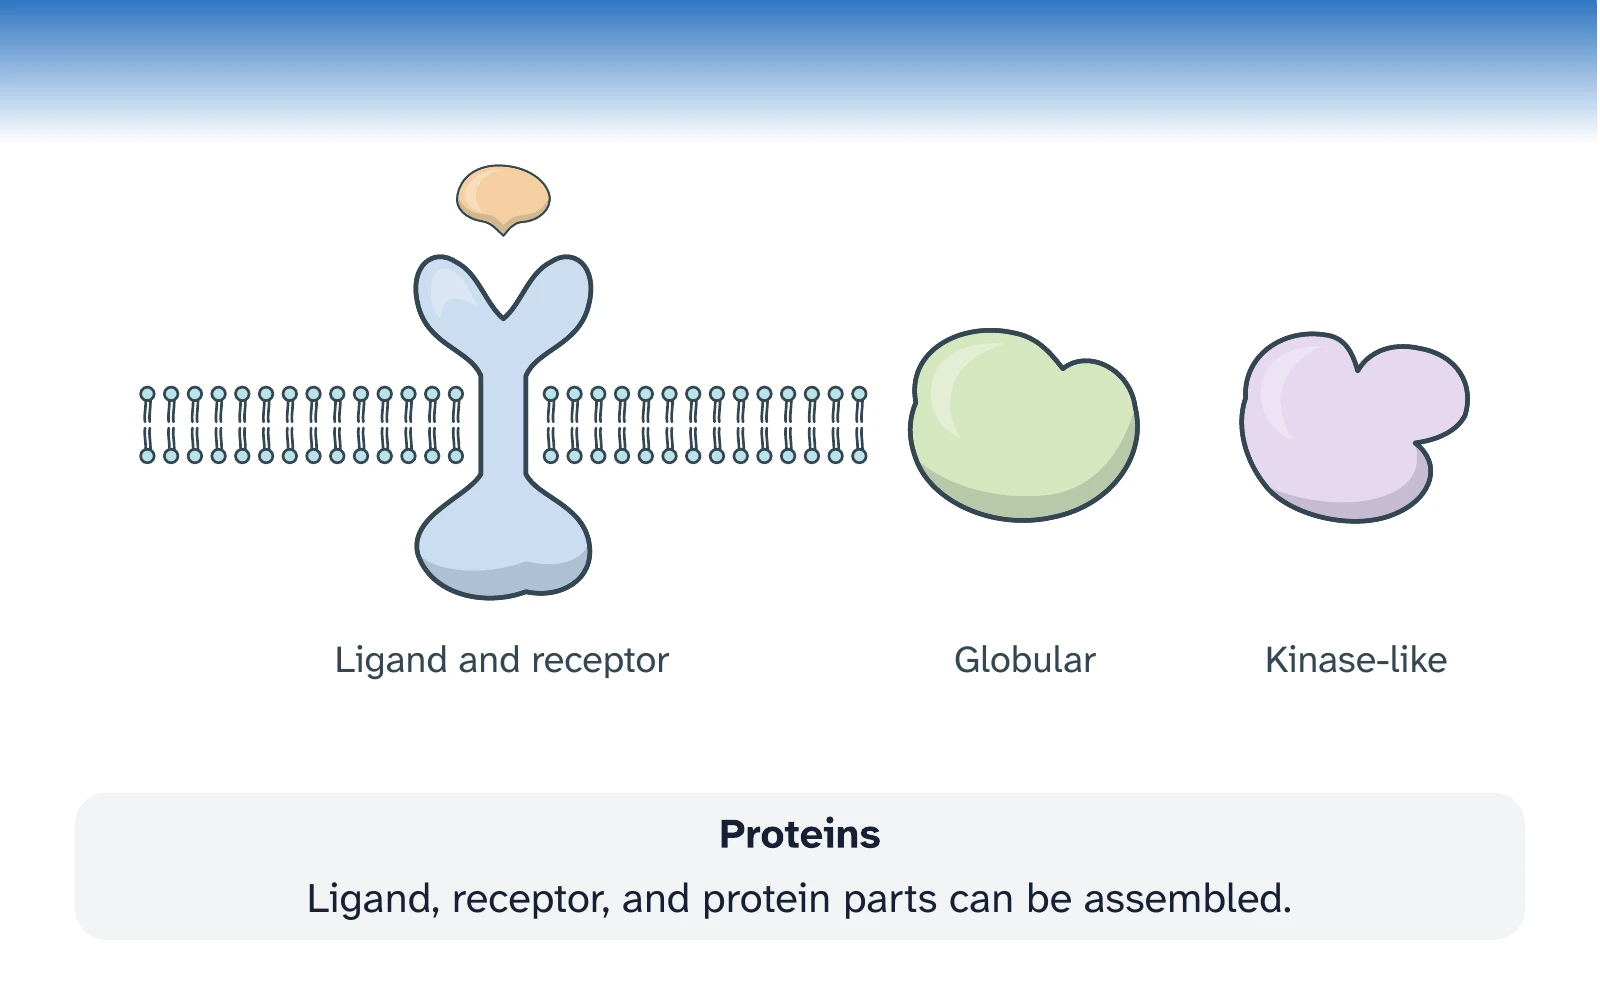 Ligand and receptor
Globular
Kinase-like
Proteins
Ligand, receptor, and protein parts can be assembled.